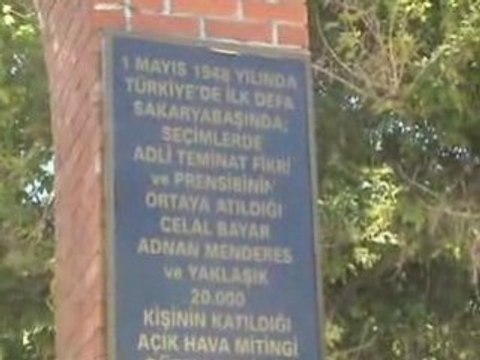 1 MAYIS 1948 YILINDA
TÜRKİYE'DE İLK DEFA
SAKARYABAŞINDA;
SEÇİMLERDE
ADLİ TEMİNAT FİKRİ
ve PRENSİBİNİN
ORTAYA ATILDIĞI
CELAL BAYAR
ADNAN MENDERES
ve YAKLAŞIK
20.000
KİŞİNİN KATILDIĞI
AÇIK HAVA MİTİNGİ